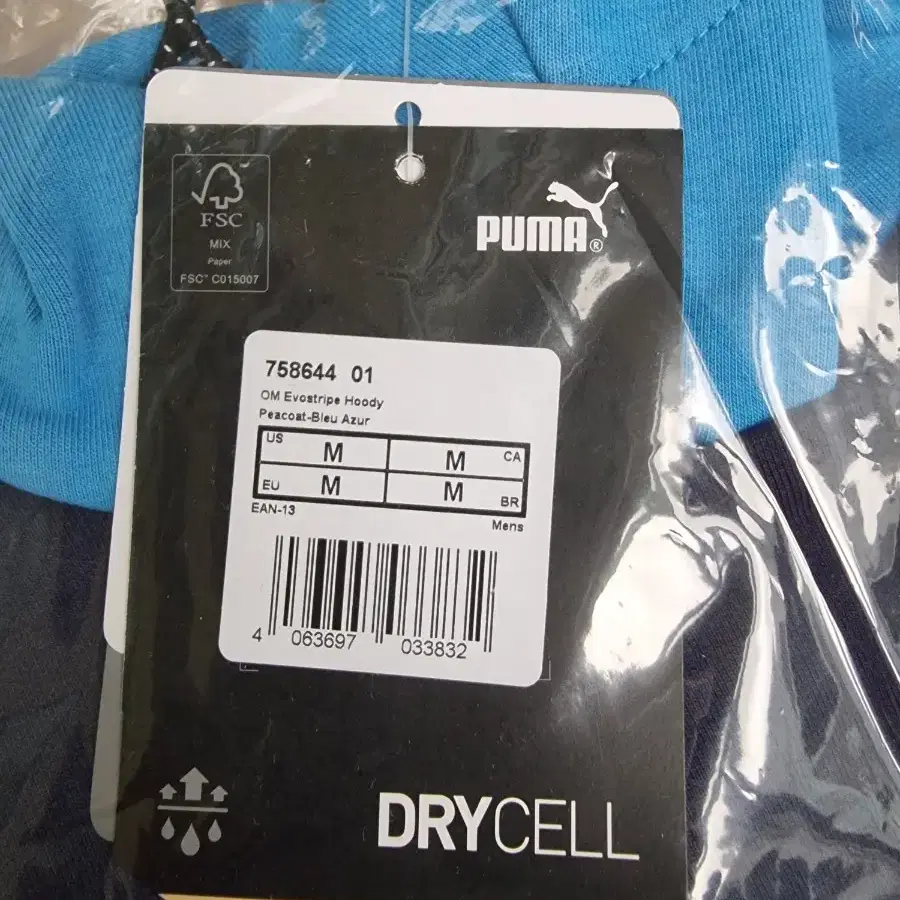 FSC
MIX
Paper
FSC™ C015007
PUMA®
758644 01
OM Evostripe Hoody
Peacoat-Bleu Azur
US M M CA
EU M M BR
EAN-13 Mens
4 063697 033832
DRYCELL